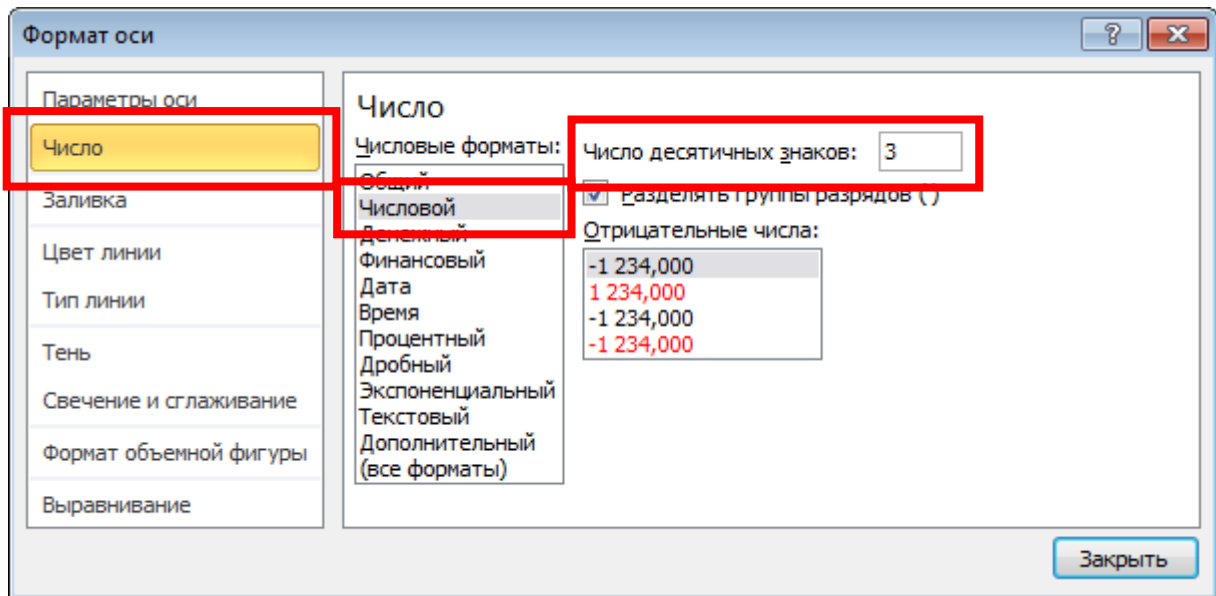 Формат оси
Параметры оси
Число
Заливка
Цвет линии
Тип линии
Тень
Свечение и сглаживание
Формат объемной фигуры
Выравнивание
Число
Числовые форматы:
Общий
Числовой
Денежный
Финансовый
Дата
Время
Процентный
Дробный
Экспоненциальный
Текстовый
Дополнительный
(все форматы)
Число десятичных знаков: 3
Разделять группы разрядов ( )
Отрицательные числа:
-1 234,000
1 234,000
-1 234,000
-1 234,000
Закрыть